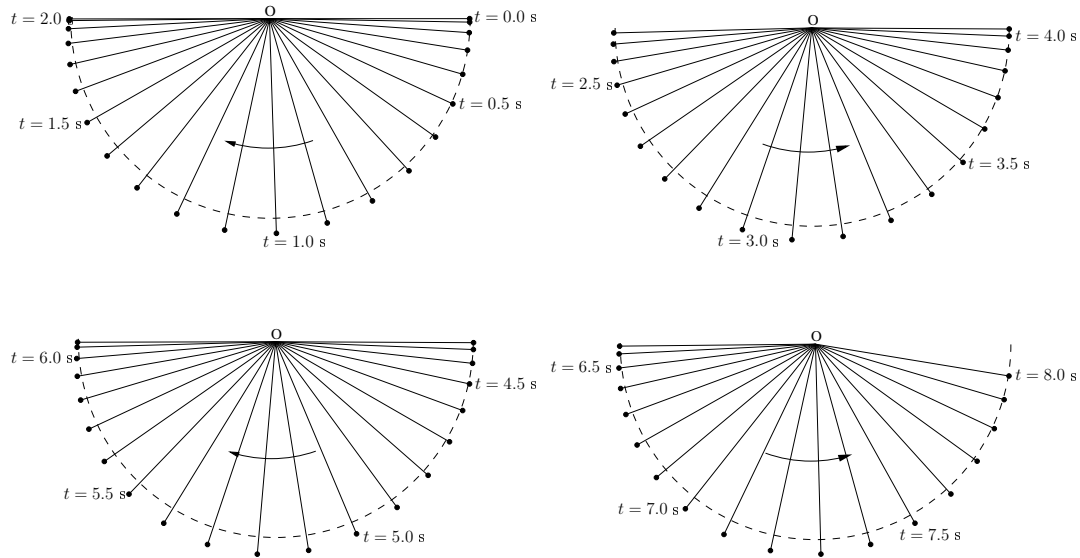 O
t = 2.0 s
t = 0.0 s
t = 0.5 s
t = 1.5 s
t = 1.0 s
O
t = 4.0 s
t = 2.5 s
t = 3.5 s
t = 3.0 s
O
t = 6.0 s
t = 4.5 s
t = 5.5 s
t = 5.0 s
O
t = 6.5 s
t = 8.0 s
t = 7.0 s
t = 7.5 s